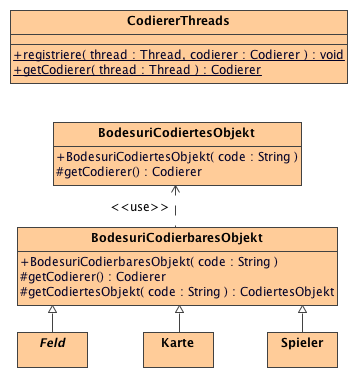 CodiererThreads
+registriere( thread : Thread, codierer : Codierer ) : void
+getCodierer( thread : Thread ) : Codierer
BodesuriCodiertesObjekt
+BodesuriCodiertesObjekt( code : String )
#getCodierer() : Codierer
<<use>>
BodesuriCodierbaresObjekt
+BodesuriCodierbaresObjekt( code : String )
#getCodierer() : Codierer
#getCodiertesObjekt( code : String ) : CodiertesObjekt
Feld Karte Spieler